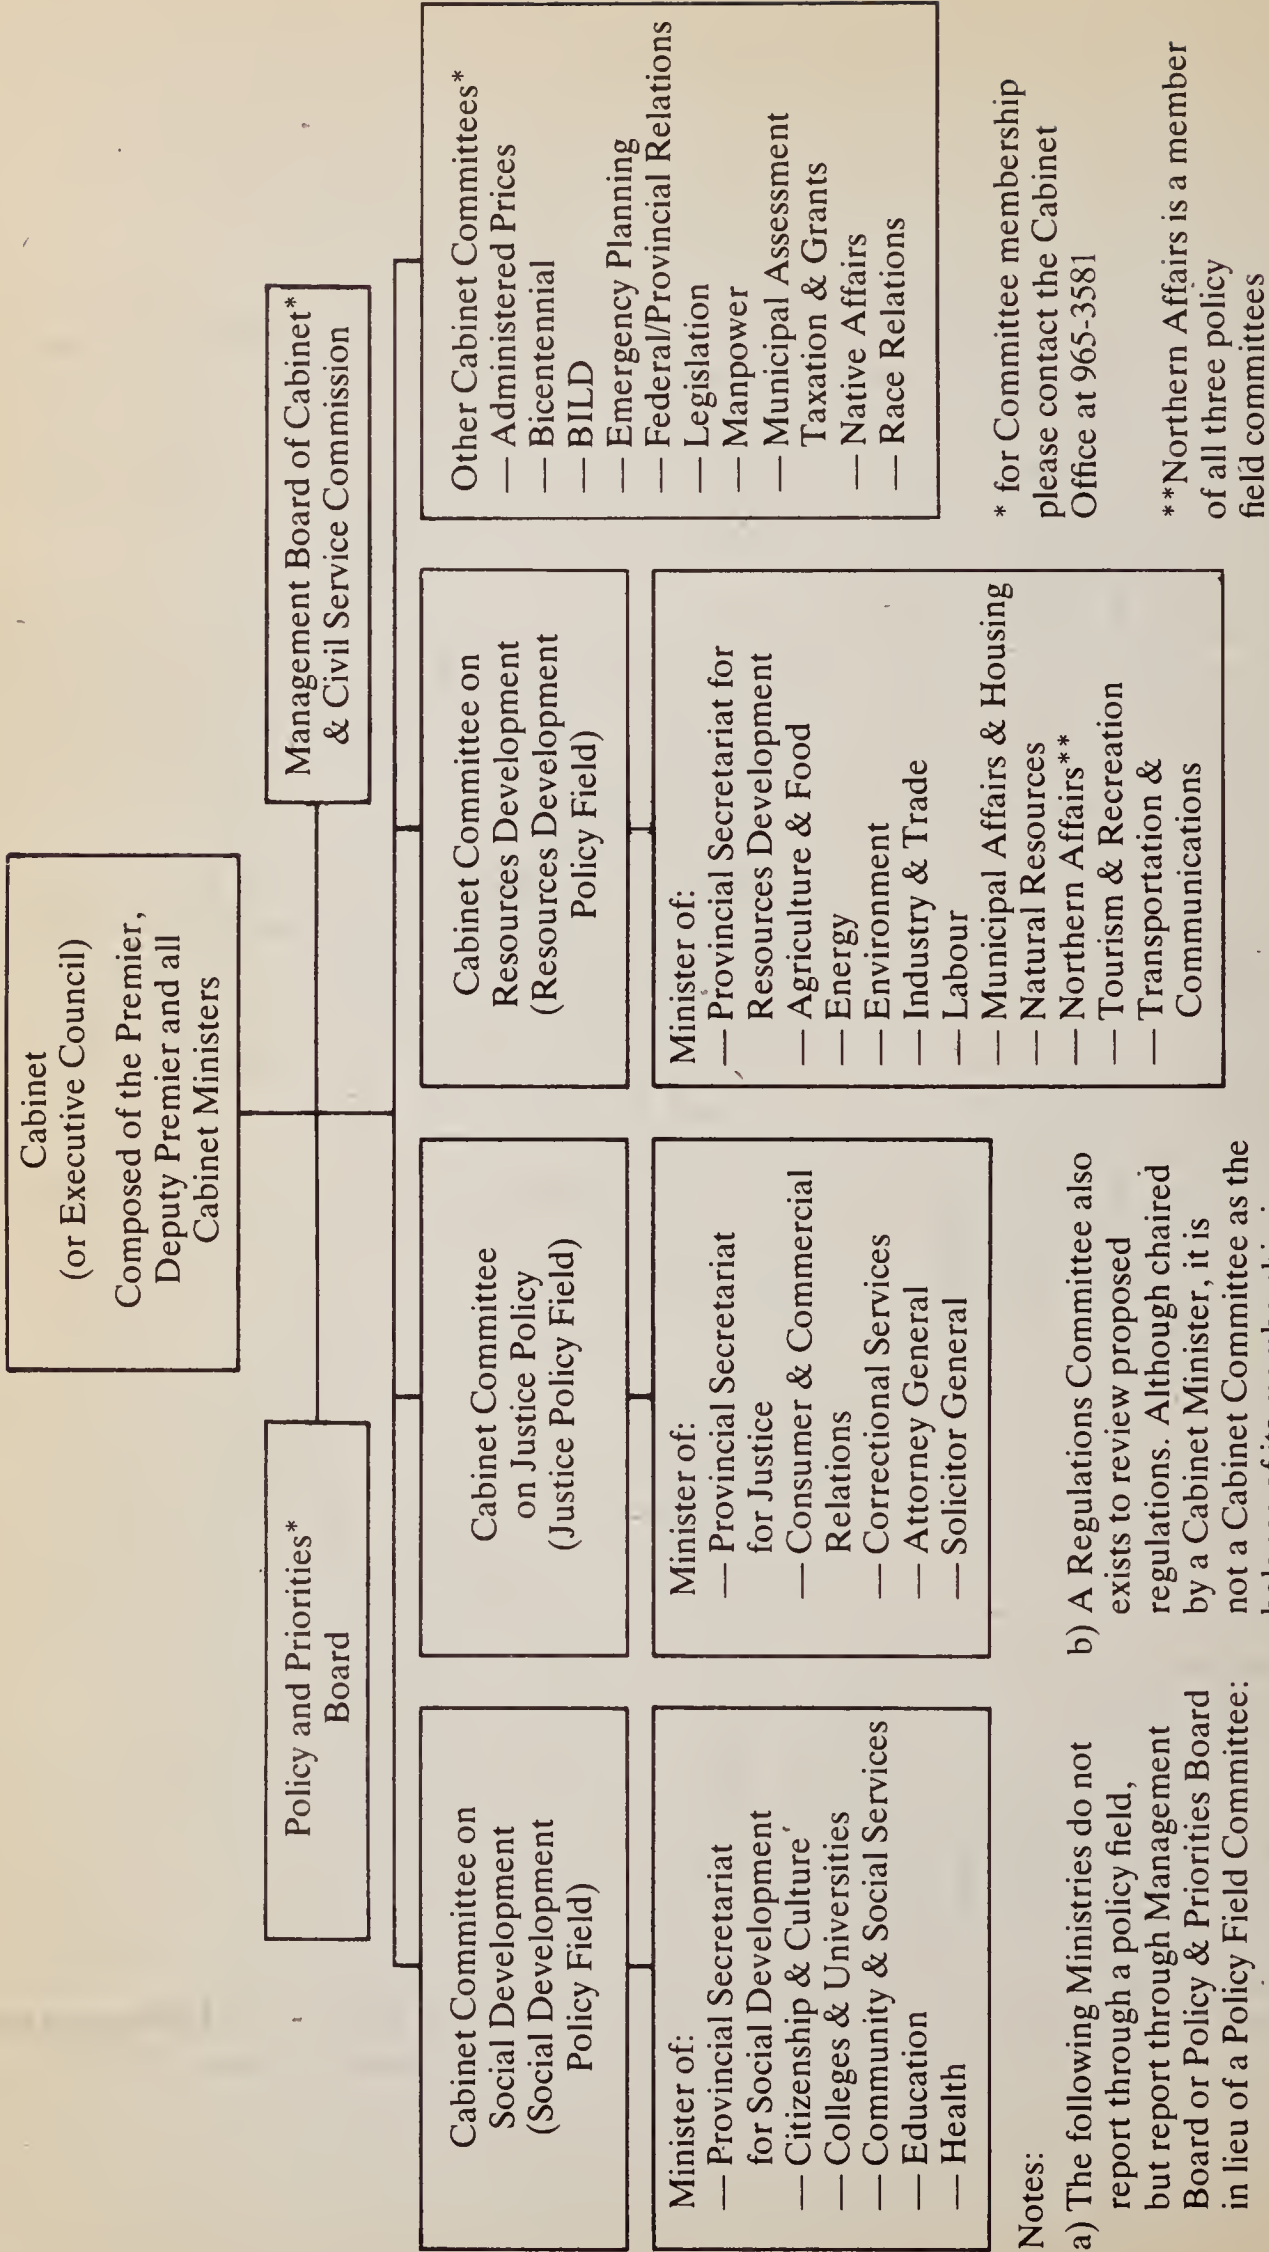 Cabinet
(or Executive Council)
Composed of the Premier,
Deputy Premier and all
Cabinet Ministers
Policy and Priorities*
Board
Management Board of Cabinet*
& Civil Service Commission
Cabinet Committee on
Social Development
(Social Development
Policy Field)
Cabinet Committee
on Justice Policy
(Justice Policy Field)
Cabinet Committee on
Resources Development
(Resources Development
Policy Field)
Other Cabinet Committees*
— Administered Prices
— Bicentennial
— BILD
— Emergency Planning
— Federal/Provincial Relations
— Legislation
— Manpower
— Municipal Assessment
Taxation & Grants
— Native Affairs
— Race Relations
Minister of:
— Provincial Secretariat
for Social Development
— Citizenship & Culture
— Colleges & Universities
— Community & Social Services
— Education
— Health
Minister of:
— Provincial Secretariat
for Justice
— Consumer & Commercial
Relations
— Correctional Services
— Attorney General
— Solicitor General
Minister of:
— Provincial Secretariat for
Resources Development
— Agriculture & Food
— Energy
— Environment
— Industry & Trade
— Labour
— Municipal Affairs & Housing
— Natural Resources
— Northern Affairs**
— Tourism & Recreation
— Transportation &
Communications
* for Committee membership
please contact the Cabinet
Office at 965-3581
**Northern Affairs is a member
of all three policy
field committees
Notes:
a) The following Ministries do not
report through a policy field,
but report through Management
Board or Policy & Priorities Board
in lieu of a Policy Field Committee:
b) A Regulations Committee also
exists to review proposed
regulations. Although chaired
by a Cabinet Minister, it is
not a Cabinet Committee as the